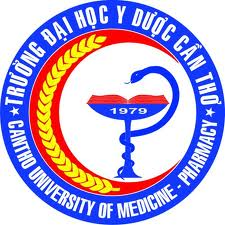 ★ TRƯỜNG ĐẠI HỌC Y DƯỢC CẦN THƠ ★
1979
CANTHO UNIVERSITY OF MEDICINE - PHARMACY